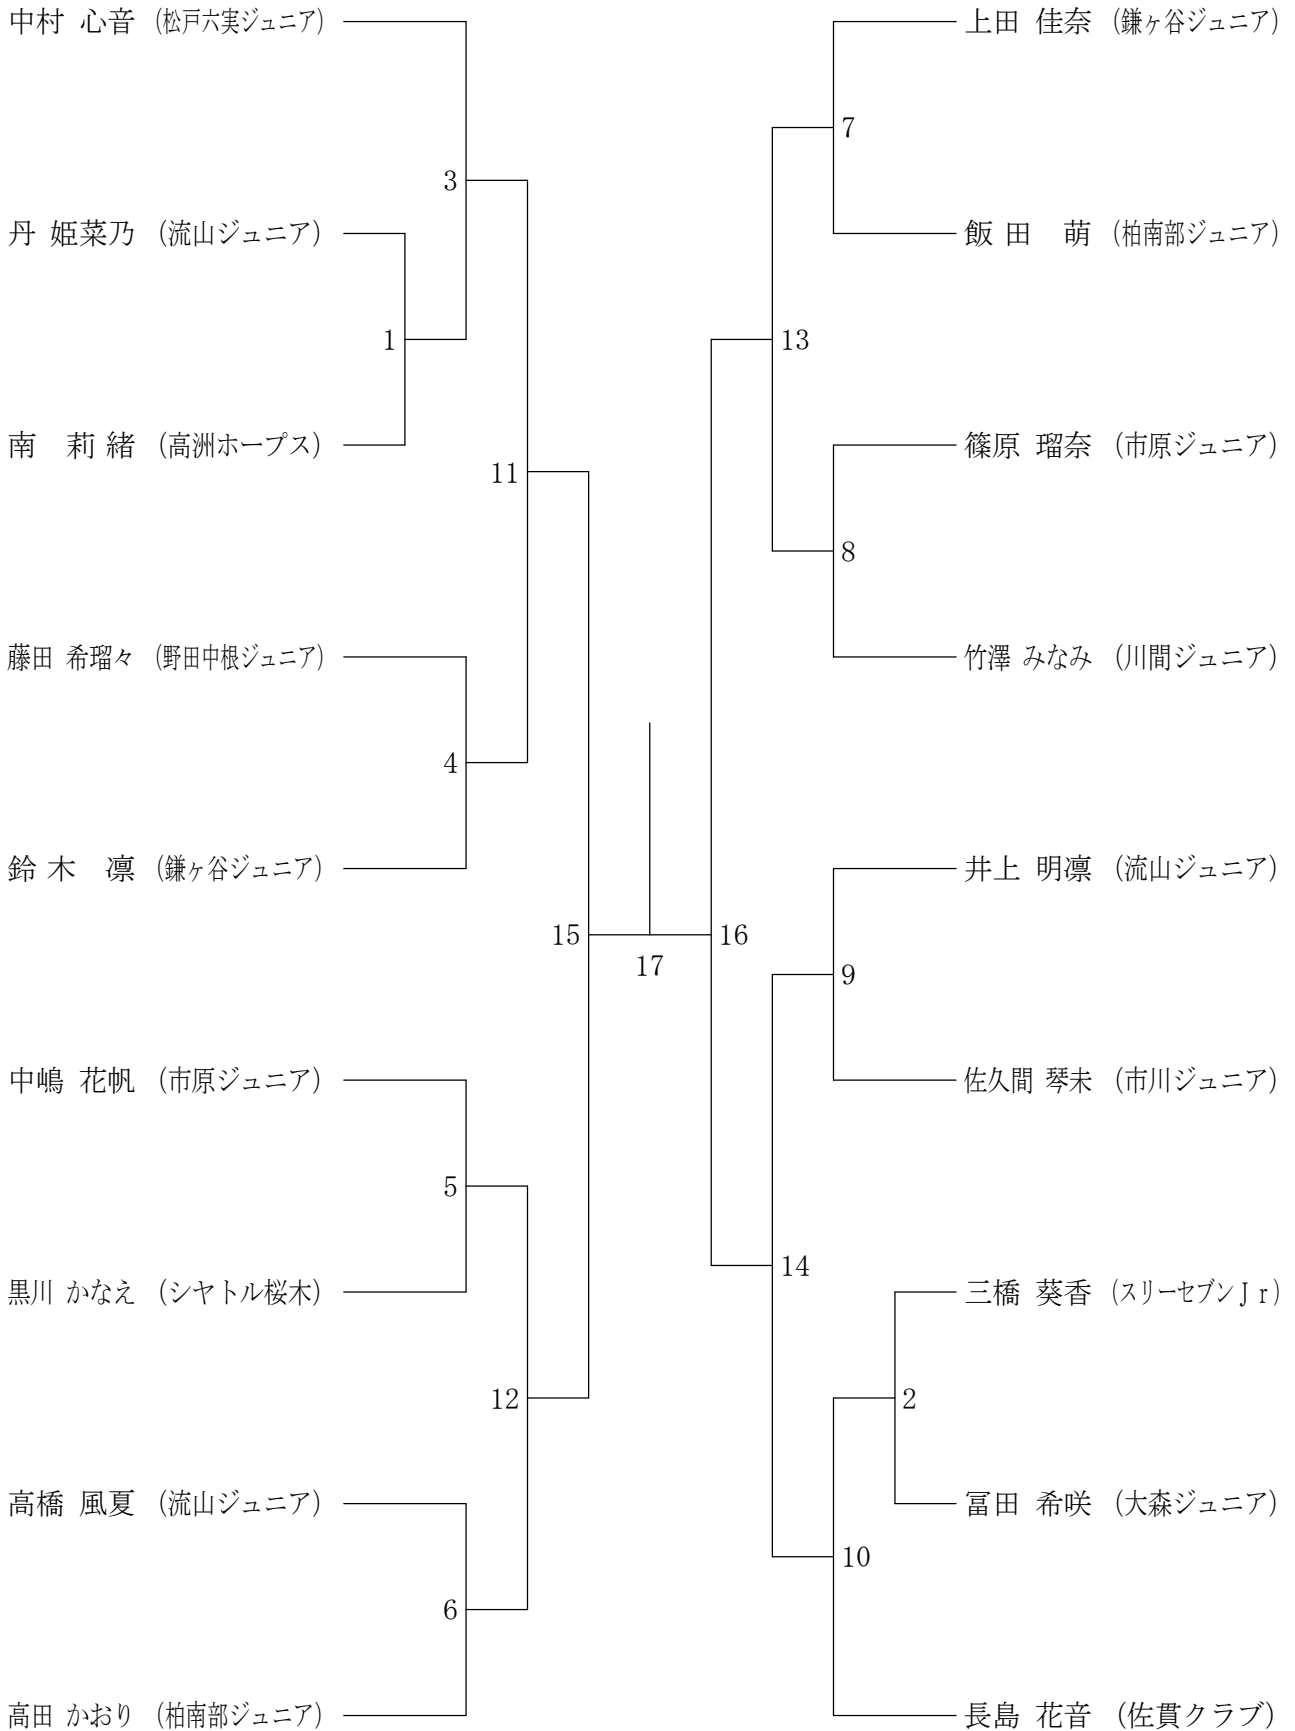 中村 心音 (松戸六実ジュニア)
3
丹 姫菜乃 (流山ジュニア)
1
南 莉緒 (高洲ホープス)
11
藤田 希瑠々 (野田中根ジュニア)
4
鈴木 凛 (鎌ヶ谷ジュニア)
15
中嶋 花帆 (市原ジュニア)
5
黒川 かなえ (シヤトル桜木)
12
高橋 風夏 (流山ジュニア)
6
高田 かおり (柏南部ジュニア)
17
上田 佳奈 (鎌ヶ谷ジュニア)
7
飯田 萌 (柏南部ジュニア)
13
篠原 瑠奈 (市原ジュニア)
8
竹澤 みなみ (川間ジュニア)
井上 明凛 (流山ジュニア)
16
9
佐久間 琴未 (市川ジュニア)
14
三橋 葵香 (スリーセブンJr)
2
冨田 希咲 (大森ジュニア)
10
長島 花音 (佐貫クラブ)